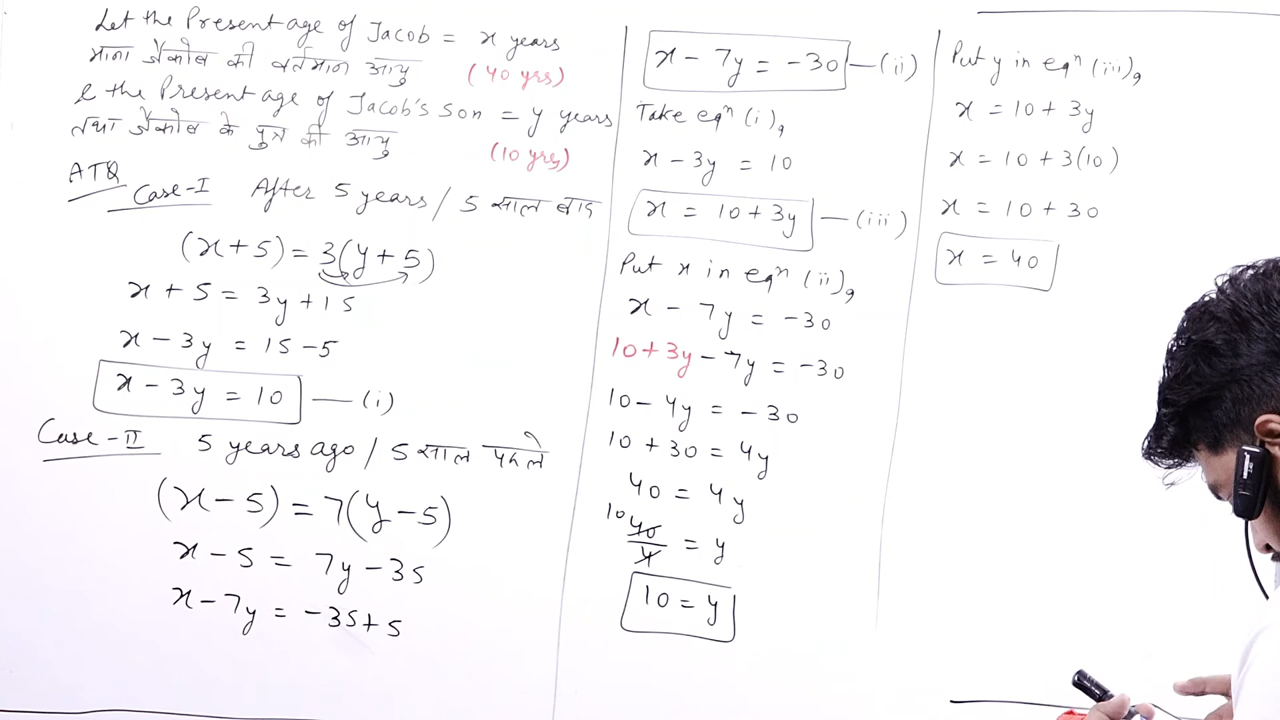 Let the Present age of Jacob = x years
माना जैकोब की वर्तमान आयु (40 yrs)
& the Present age of Jacob's son = y years
तथा जैकोब के पुत्र की आयु (10 yrs)
ATQ
Case-I After 5 years / 5 साल बाद
(x+5) = 3(y+5)
x + 5 = 3y + 15
x - 3y = 15 - 5
x - 3y = 10 — (i)
Case-II 5 years ago / 5 साल पहले
(x-5) = 7(y-5)
x - 5 = 7y - 35
x - 7y = -35 + 5
x - 7y = -30 — (ii)
Take eqⁿ (i),
x - 3y = 10
x = 10 + 3y — (iii)
Put x in eqⁿ (ii),
x - 7y = -30
10 + 3y - 7y = -30
10 - 4y = -30
10 + 30 = 4y
40 = 4y
10 40/4 = y
10 = y
Put y in eqⁿ (iii),
x = 10 + 3y
x = 10 + 3(10)
x = 10 + 30
x = 40